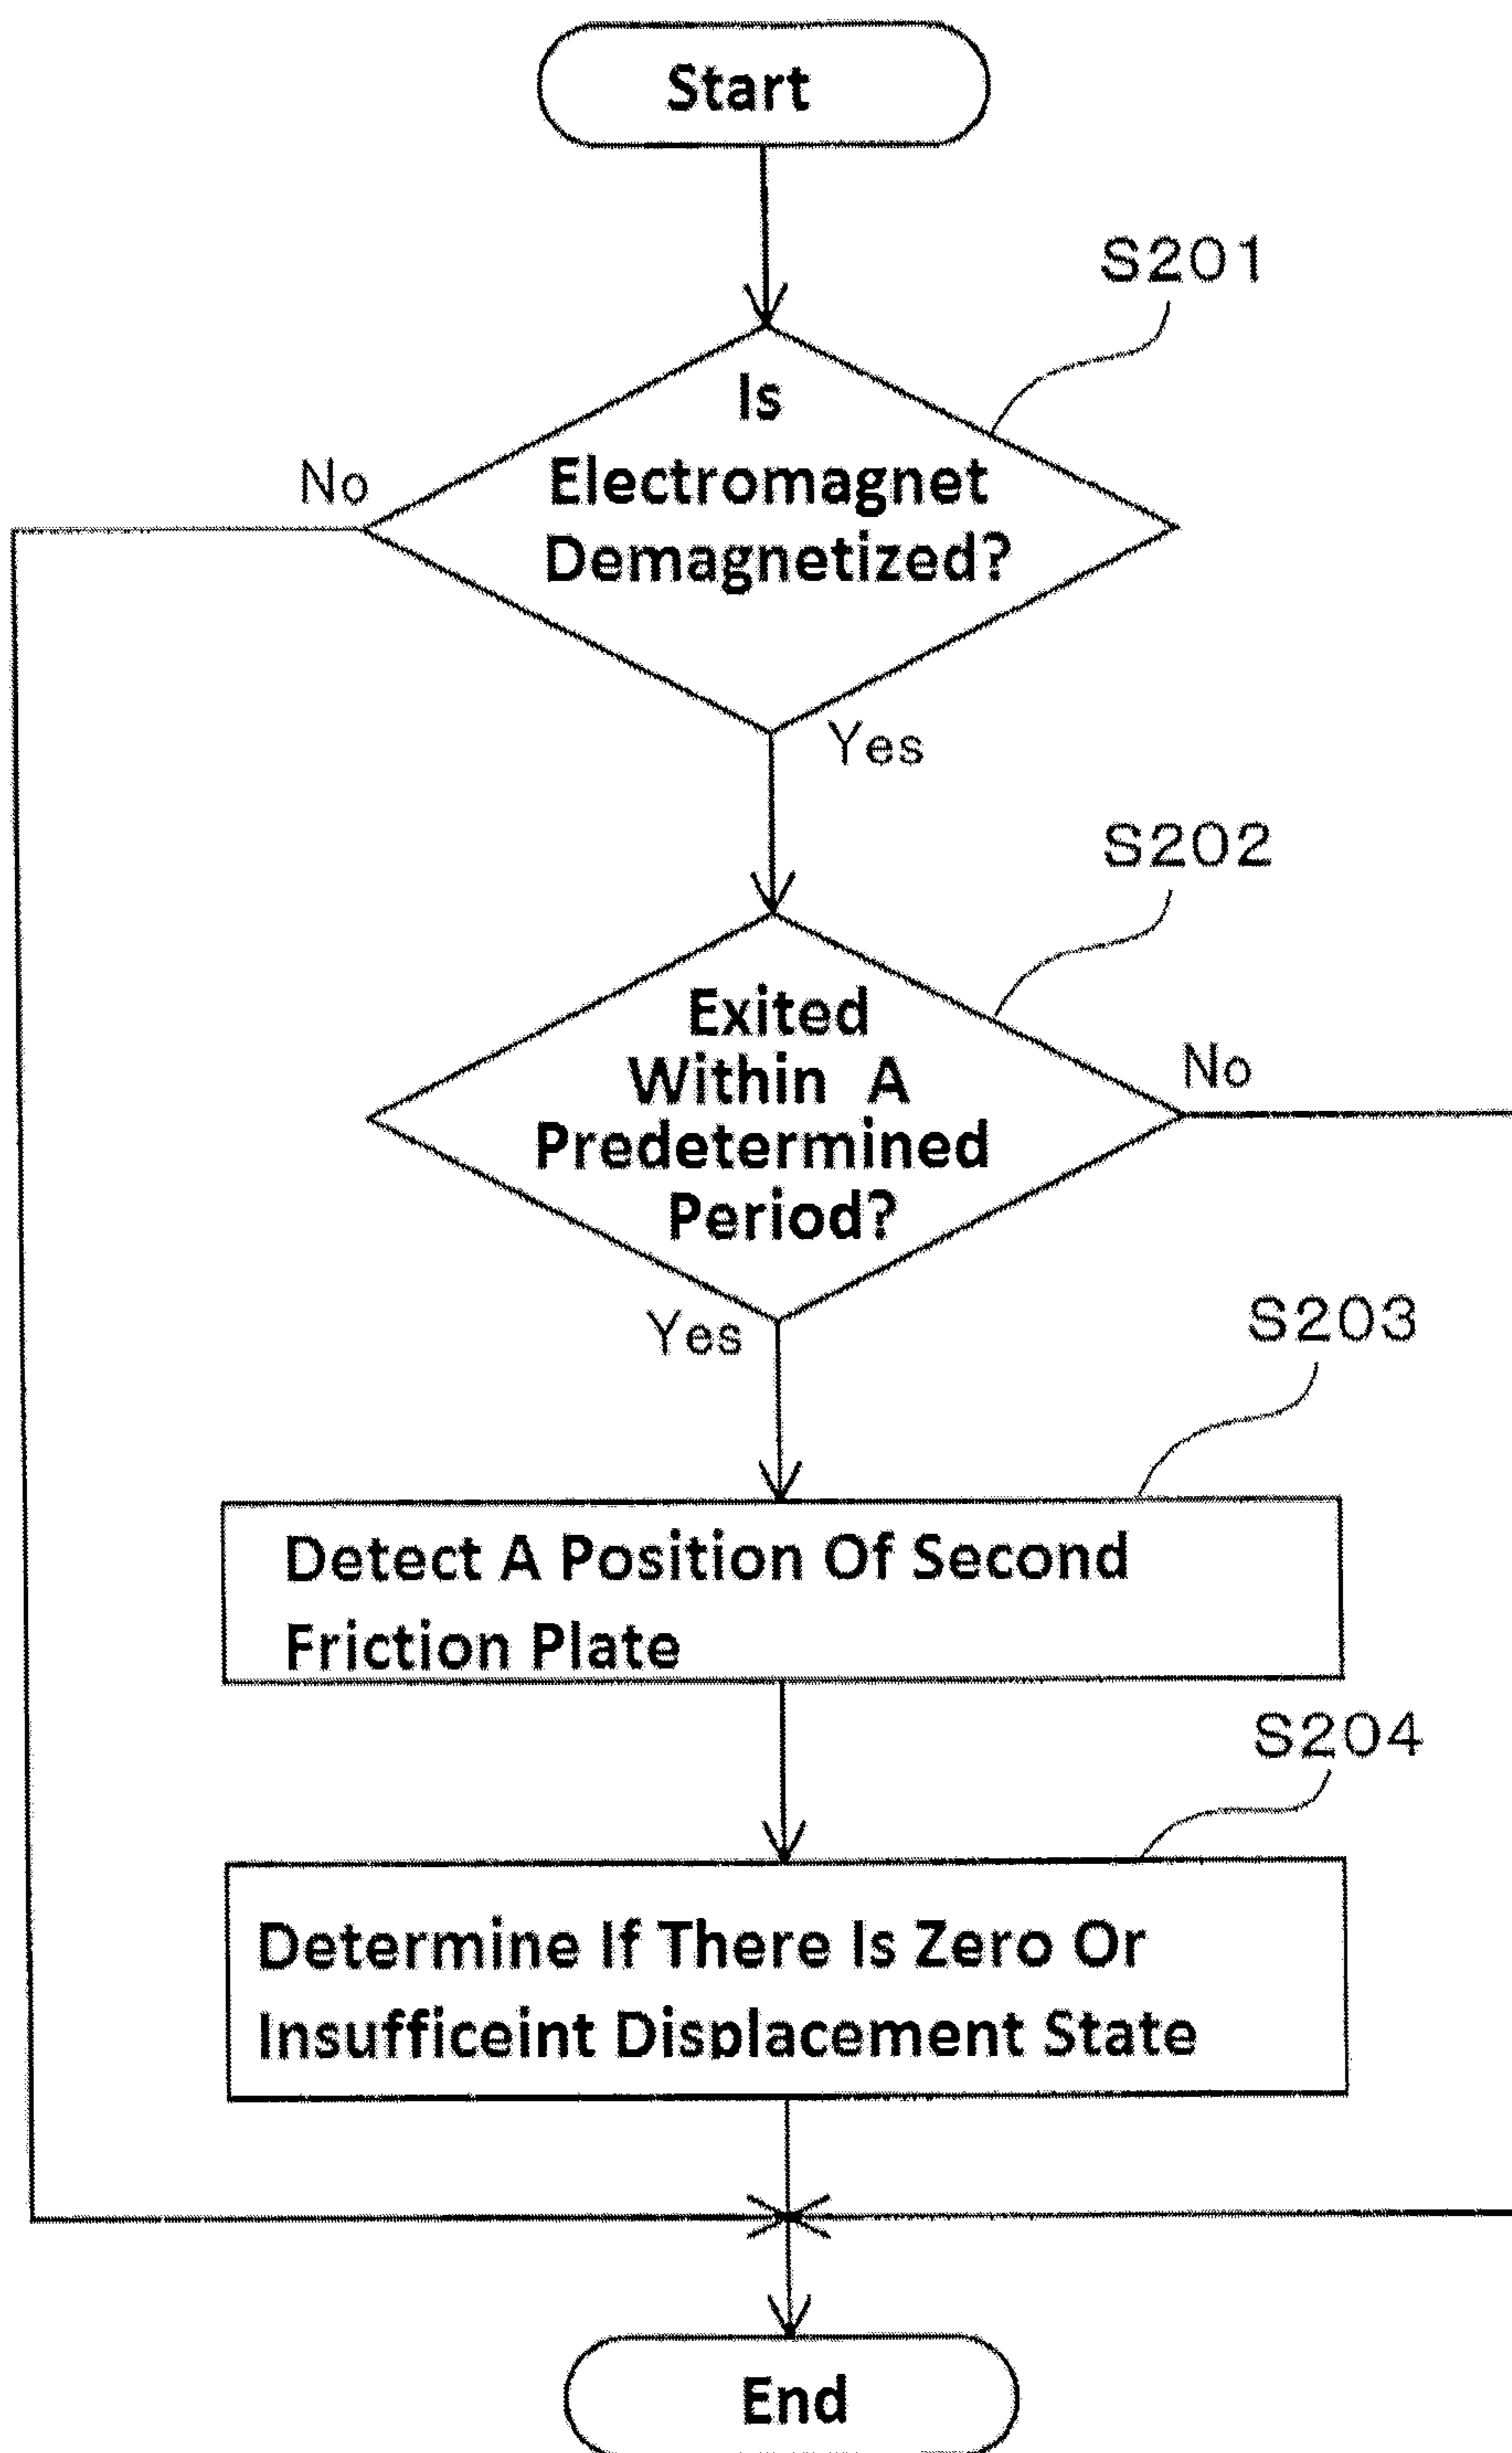 Start
S201
Is
Electromagnet
Demagnetized?
No
Yes
S202
Exited
Within A
Predetermined
Period?
No
Yes
S203
Detect A Position Of Second
Friction Plate
S204
Determine If There Is Zero Or
Insufficeint Displacement State
End